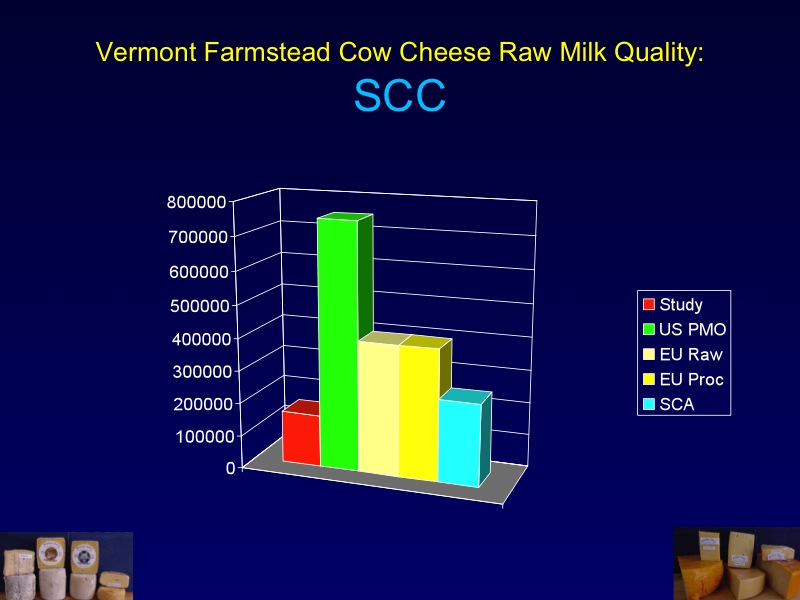 Vermont Farmstead Cow Cheese Raw Milk Quality:
SCC
800000
700000
600000
500000
400000
300000
200000
100000
0
Study
US PMO
EU Raw
EU Proc
SCA